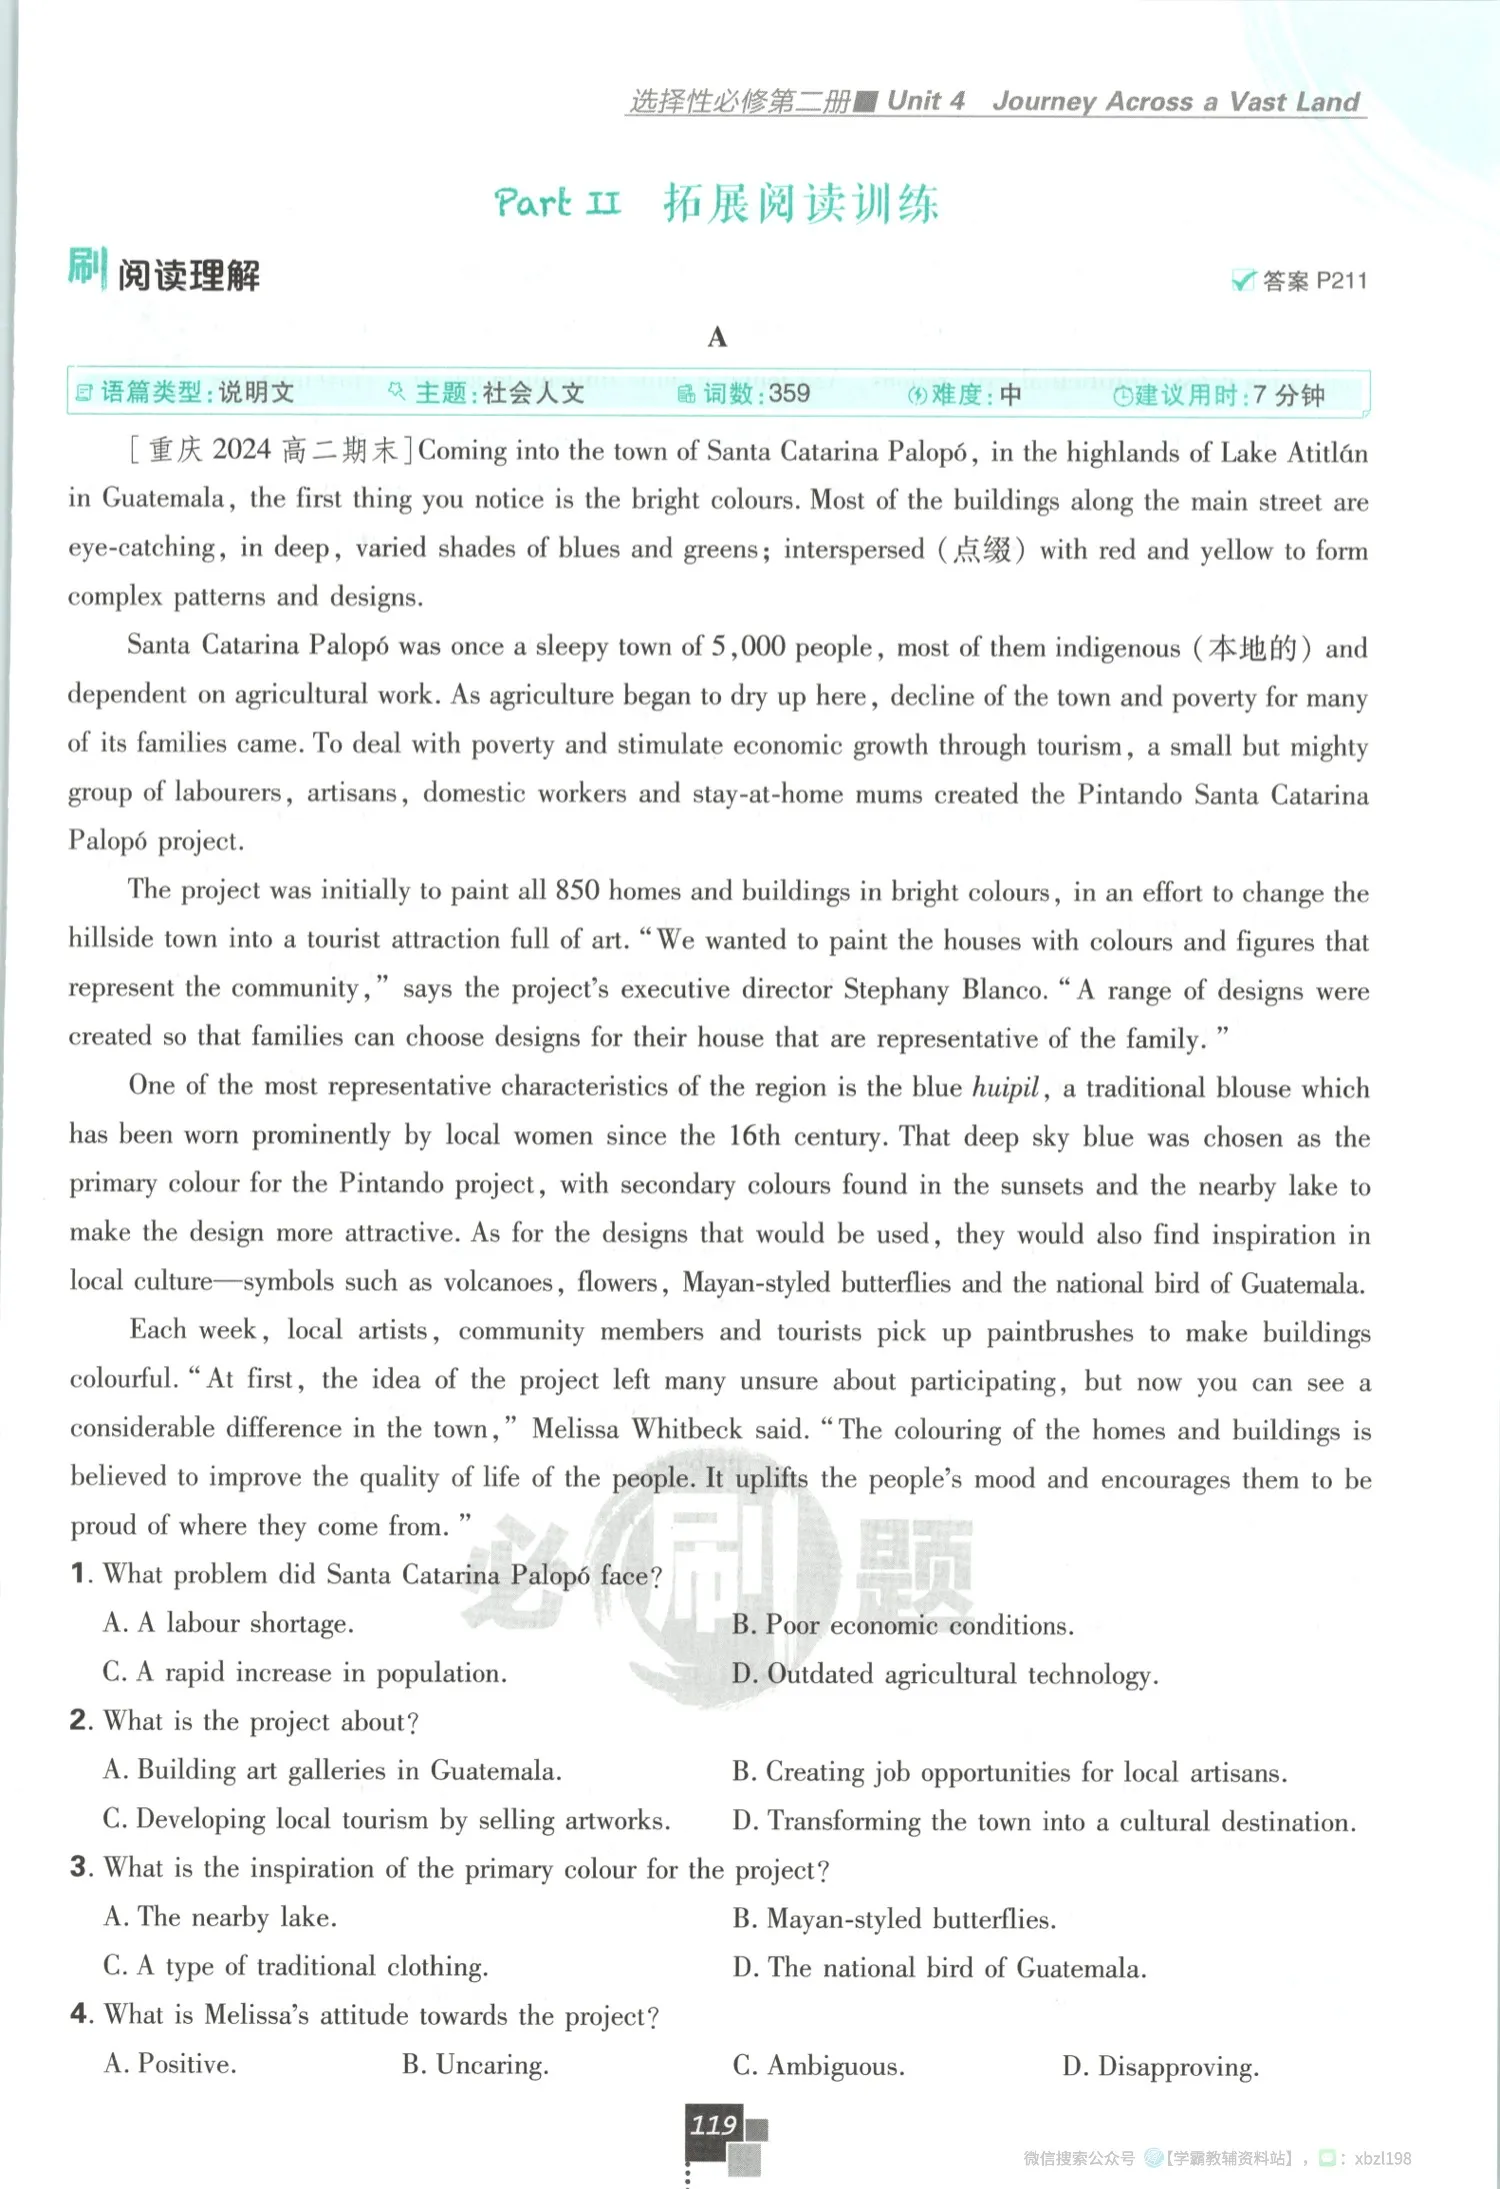 选择性必修第二册■ Unit 4 Journey Across a Vast Land
Part II 拓展阅读训练
刷 阅读理解
答案 P211
A
语篇类型:说明文 主题:社会人文 词数:359 难度:中 建议用时:7 分钟
[重庆 2024 高二期末]Coming into the town of Santa Catarina Palopó, in the highlands of Lake Atitlán
in Guatemala, the first thing you notice is the bright colours. Most of the buildings along the main street are
eye-catching, in deep, varied shades of blues and greens; interspersed (点缀) with red and yellow to form
complex patterns and designs.
Santa Catarina Palopó was once a sleepy town of 5,000 people, most of them indigenous (本地的) and
dependent on agricultural work. As agriculture began to dry up here, decline of the town and poverty for many
of its families came. To deal with poverty and stimulate economic growth through tourism, a small but mighty
group of labourers, artisans, domestic workers and stay-at-home mums created the Pintando Santa Catarina
Palopó project.
The project was initially to paint all 850 homes and buildings in bright colours, in an effort to change the
hillside town into a tourist attraction full of art. “We wanted to paint the houses with colours and figures that
represent the community,” says the project’s executive director Stephany Blanco. “A range of designs were
created so that families can choose designs for their house that are representative of the family. ”
One of the most representative characteristics of the region is the blue huipil, a traditional blouse which
has been worn prominently by local women since the 16th century. That deep sky blue was chosen as the
primary colour for the Pintando project, with secondary colours found in the sunsets and the nearby lake to
make the design more attractive. As for the designs that would be used, they would also find inspiration in
local culture—symbols such as volcanoes, flowers, Mayan-styled butterflies and the national bird of Guatemala.
Each week, local artists, community members and tourists pick up paintbrushes to make buildings
colourful. “At first, the idea of the project left many unsure about participating, but now you can see a
considerable difference in the town,” Melissa Whitbeck said. “The colouring of the homes and buildings is
believed to improve the quality of life of the people. It uplifts the people’s mood and encourages them to be
proud of where they come from. ”
必刷题
1. What problem did Santa Catarina Palopó face?
A. A labour shortage. B. Poor economic conditions.
C. A rapid increase in population. D. Outdated agricultural technology.
2. What is the project about?
A. Building art galleries in Guatemala. B. Creating job opportunities for local artisans.
C. Developing local tourism by selling artworks. D. Transforming the town into a cultural destination.
3. What is the inspiration of the primary colour for the project?
A. The nearby lake. B. Mayan-styled butterflies.
C. A type of traditional clothing. D. The national bird of Guatemala.
4. What is Melissa’s attitude towards the project?
A. Positive. B. Uncaring. C. Ambiguous. D. Disapproving.
119
微信搜索公众号 【学霸教辅资料站】, : xbzl198